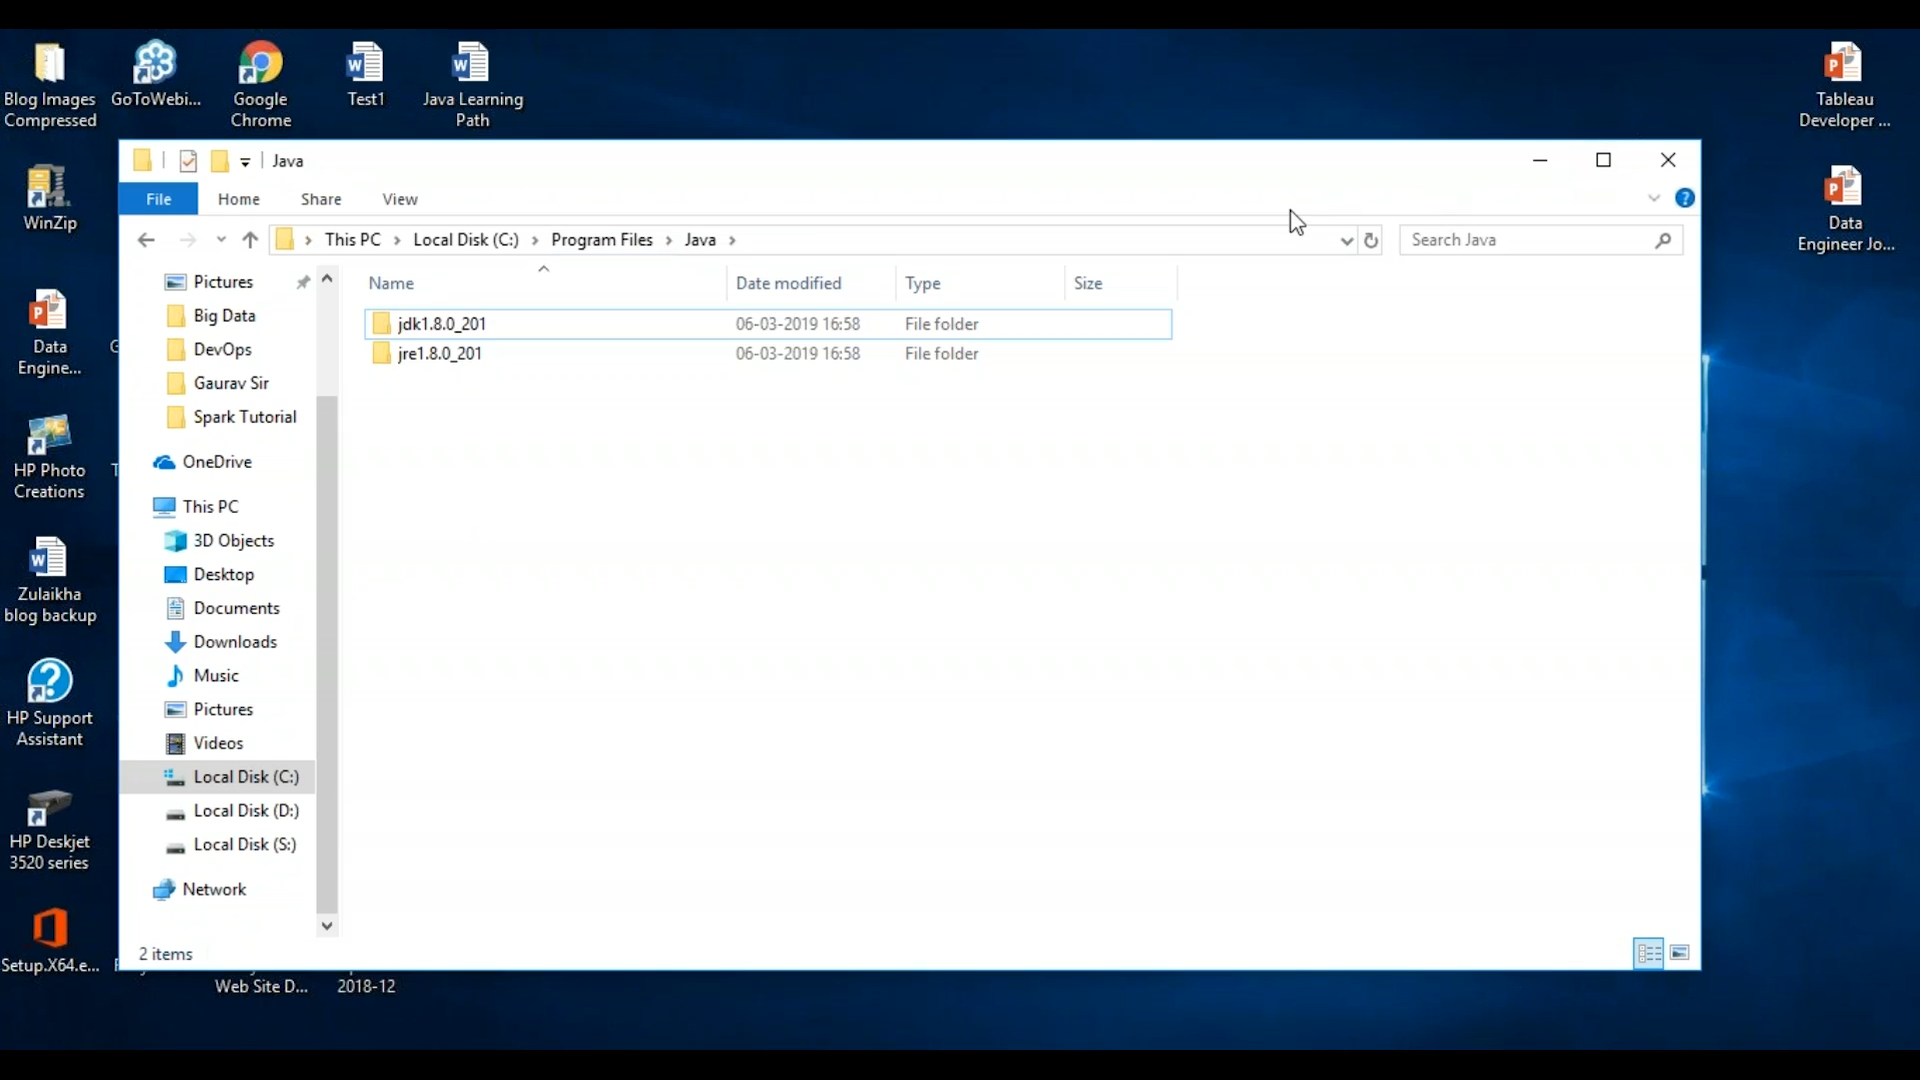 Blog Images
Compressed
GoToWebi...
Google
Chrome
Test1
Java Learning
Path
Tableau
Developer ...
WinZip
Data
Engineer Jo...
Data
Engine...
HP Photo
Creations
Zulaikha
blog backup
HP Support
Assistant
HP Deskjet
3520 series
Setup.X64.e...
Web Site D...
2018-12
Java
File
Home
Share
View
This PC
Local Disk (C:)
Program Files
Java
Search Java
Pictures
Big Data
DevOps
Gaurav Sir
Spark Tutorial
OneDrive
This PC
3D Objects
Desktop
Documents
Downloads
Music
Pictures
Videos
Local Disk (C:)
Local Disk (D:)
Local Disk (S:)
Network
Name Date modified Type Size
jdk1.8.0_201 06-03-2019 16:58 File folder
jre1.8.0_201 06-03-2019 16:58 File folder
2 items